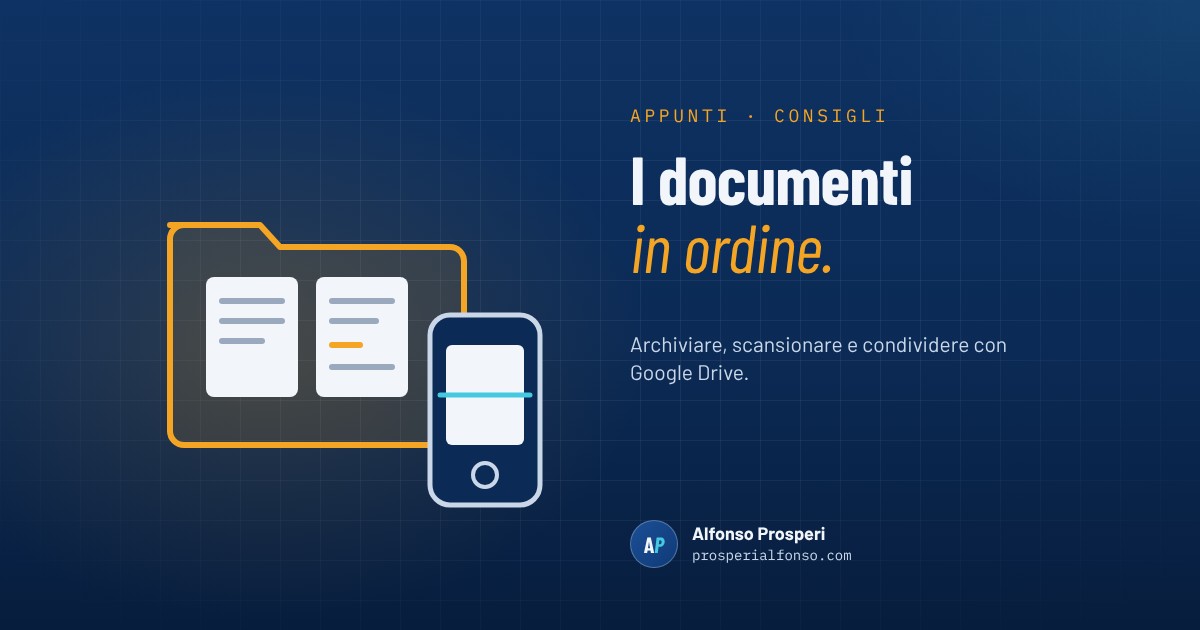 APPUNTI · CONSIGLI
I documenti
in ordine.
Archiviare, scansionare e condividere con
Google Drive.
AP
Alfonso Prosperi
prosperialfonso.com